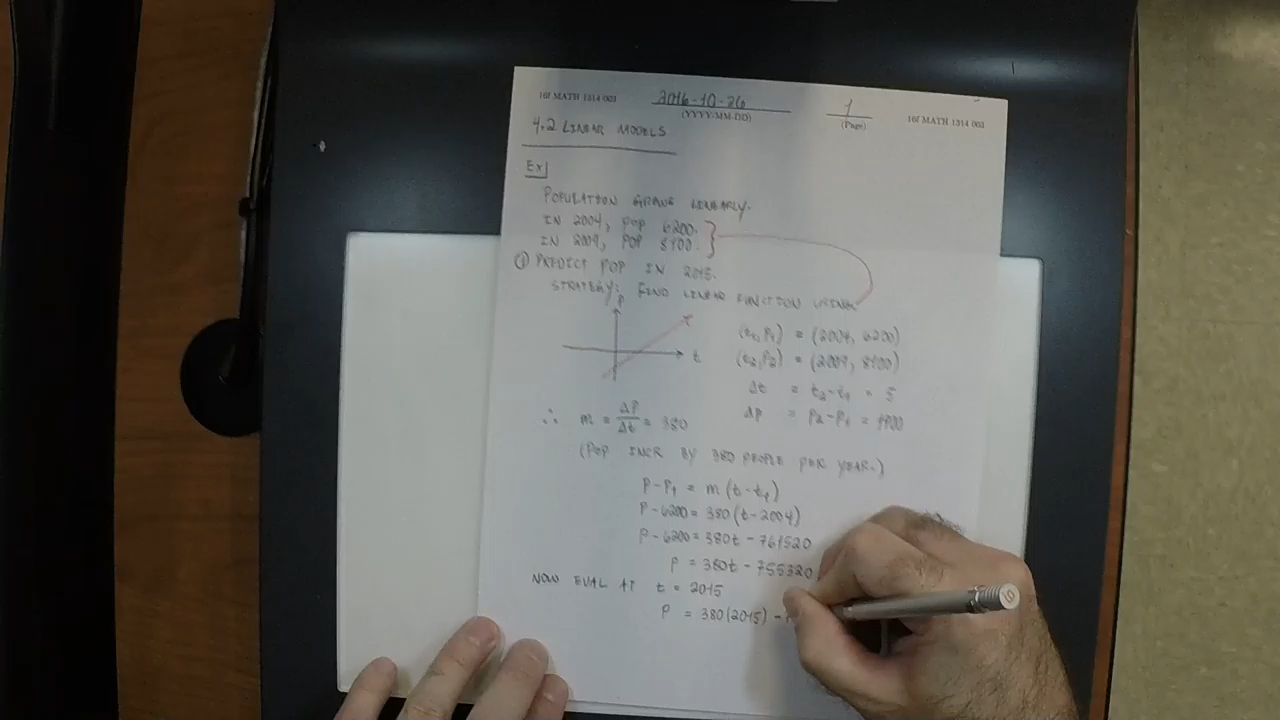 16f MATH 1314 003 2016-10-26 1 16f MATH 1314 003
(YYYY-MM-DD) (Page)
4.2 LINEAR MODELS
Ex
POPULATION GROWS LINEARLY.
IN 2004, POP 6200.
IN 2009, POP 8100.
① PREDICT POP IN 2015.
STRATEGY: FIND LINEAR FUNCTION USING
P
t
(t₁,P₁) = (2004, 6200)
(t₂,P₂) = (2009, 8100)
Δt = t₂-t₁ = 5
ΔP = P₂-P₁ = 1900
∴ m = ΔP/Δt = 380
(POP INCR BY 380 PEOPLE PER YEAR.)
P-P₁ = m(t-t₁)
P-6200 = 380(t-2004)
P-6200 = 380t-761520
P = 380t-755320
NOW EVAL AT t = 2015
P = 380(2015) -